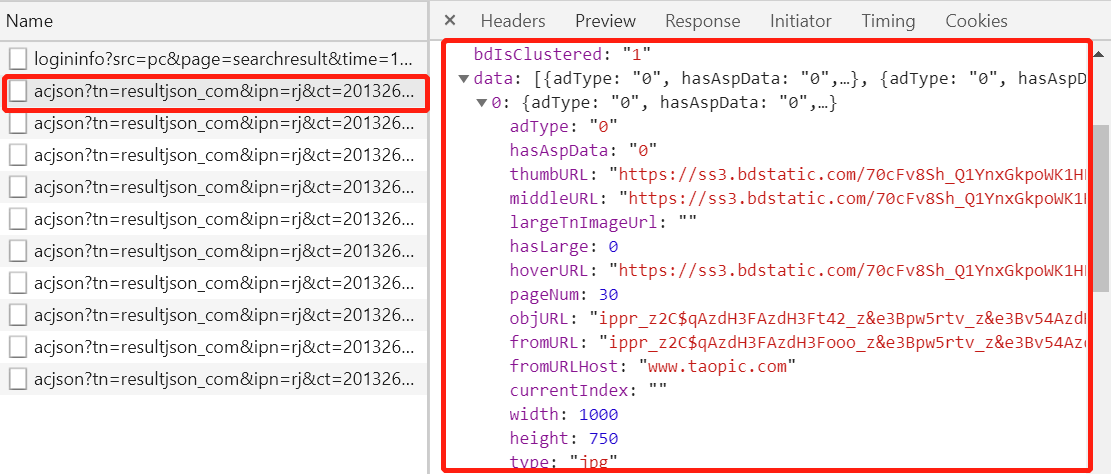 Name
logininfo?src=pc&page=searchresult&time=1...
acjson?tn=resultjson_com&ipn=rj&ct=201326...
acjson?tn=resultjson_com&ipn=rj&ct=201326...
acjson?tn=resultjson_com&ipn=rj&ct=201326...
acjson?tn=resultjson_com&ipn=rj&ct=201326...
acjson?tn=resultjson_com&ipn=rj&ct=201326...
acjson?tn=resultjson_com&ipn=rj&ct=201326...
acjson?tn=resultjson_com&ipn=rj&ct=201326...
acjson?tn=resultjson_com&ipn=rj&ct=201326...
acjson?tn=resultjson_com&ipn=rj&ct=201326...
acjson?tn=resultjson_com&ipn=rj&ct=201326...
× Headers Preview Response Initiator Timing Cookies
bdIsClustered: "1"
▼data: [{adType: "0", hasAspData: "0",…}, {adType: "0", hasAspD
▼0: {adType: "0", hasAspData: "0",…}
adType: "0"
hasAspData: "0"
thumbURL: "https://ss3.bdstatic.com/70cFv8Sh_Q1YnxGkpoWK1H
middleURL: "https://ss3.bdstatic.com/70cFv8Sh_Q1YnxGkpoWK1
largeTnImageUrl: ""
hasLarge: 0
hoverURL: "https://ss3.bdstatic.com/70cFv8Sh_Q1YnxGkpoWK1H
pageNum: 30
objURL: "ippr_z2C$qAzdH3FAzdH3Ft42_z&e3Bpw5rtv_z&e3Bv54Azd
fromURL: "ippr_z2C$qAzdH3FAzdH3Fooo_z&e3Bpw5rtv_z&e3Bv54Az
fromURLHost: "www.taopic.com"
currentIndex: ""
width: 1000
height: 750
type: "jpg"